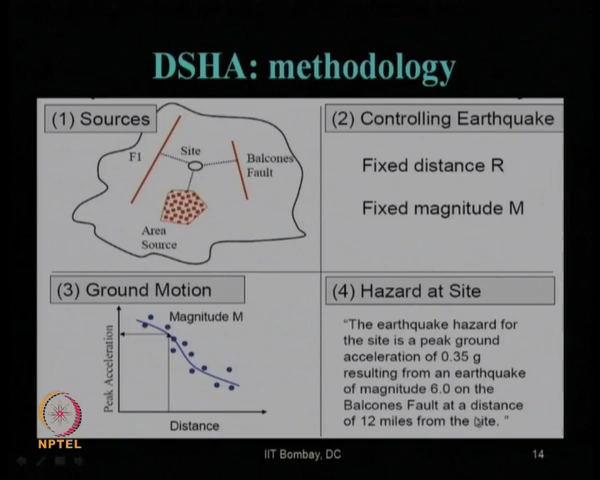 DSHA: methodology
(1) Sources
F1
Site
Balcones
Fault
Area
Source
(2) Controlling Earthquake
Fixed distance R
Fixed magnitude M
(3) Ground Motion
Magnitude M
Peak Acceleration
Distance
(4) Hazard at Site
"The earthquake hazard for
the site is a peak ground
acceleration of 0.35 g
resulting from an earthquake
of magnitude 6.0 on the
Balcones Fault at a distance
of 12 miles from the site. "
NPTEL
IIT Bombay, DC
14